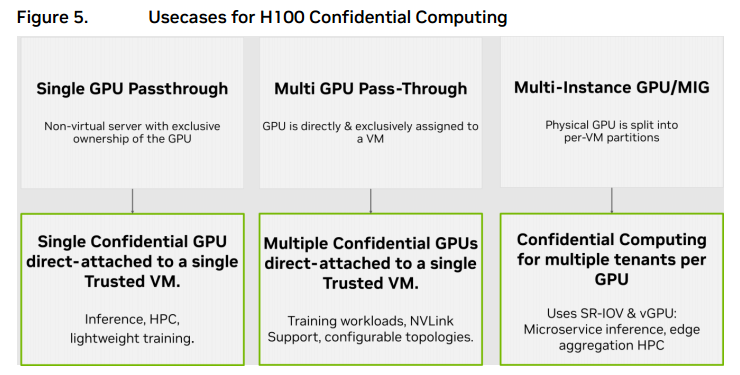 Figure 5. Usecases for H100 Confidential Computing
Single GPU Passthrough
Non-virtual server with exclusive
ownership of the GPU
Multi GPU Pass-Through
GPU is directly & exclusively assigned to
a VM
Multi-Instance GPU/MIG
Physical GPU is split into
per-VM partitions
Single Confidential GPU
direct-attached to a single
Trusted VM.
Inference, HPC,
lightweight training.
Multiple Confidential GPUs
direct-attached to a single
Trusted VM.
Training workloads, NVLink
Support, configurable topologies.
Confidential Computing
for multiple tenants per
GPU
Uses SR-IOV & vGPU:
Microservice inference, edge
aggregation HPC